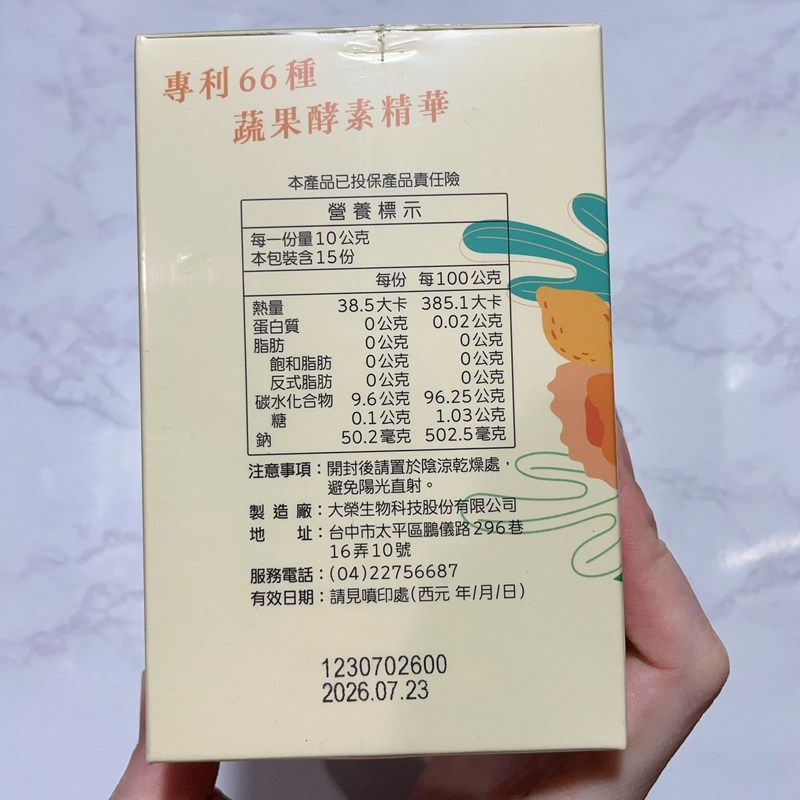 專利66種
蔬果酵素精華
本產品已投保產品責任險
營養標示
每一份量10公克
本包裝含15份
每份 每100公克
熱量 38.5大卡 385.1大卡
蛋白質 0公克 0.02公克
脂肪 0公克 0公克
飽和脂肪 0公克 0公克
反式脂肪 0公克 0公克
碳水化合物 9.6公克 96.25公克
糖 0.1公克 1.03公克
鈉 50.2毫克 502.5毫克
注意事項：開封後請置於陰涼乾燥處，
避免陽光直射。
製造廠：大榮生物科技股份有限公司
地址：台中市太平區鵬儀路296巷
16弄10號
服務電話：(04)22756687
有效日期：請見噴印處(西元 年/月/日)
1230702600
2026.07.23